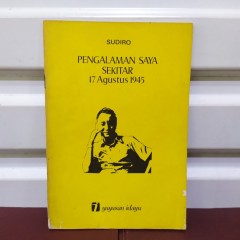 SUDIRO
PENGALAMAN SAYA
SEKITAR
17 Agustus 1945
yayasan idayu